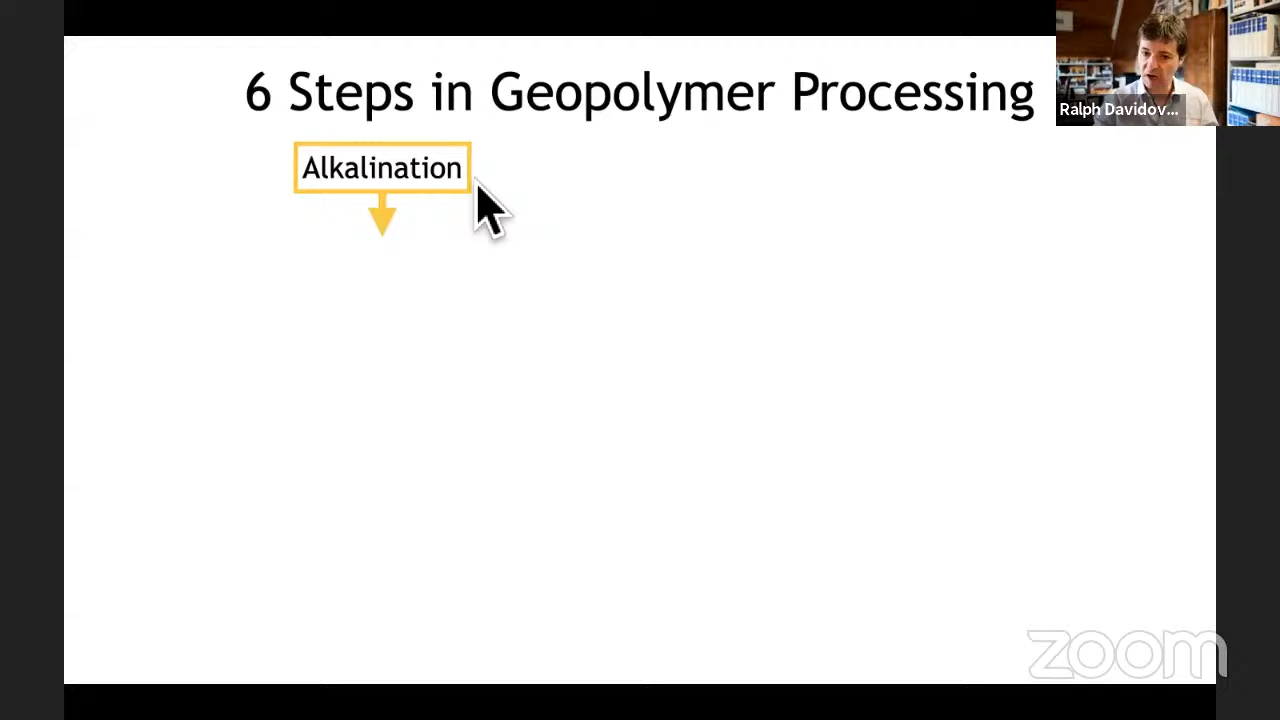 6 Steps in Geopolymer Processing
Ralph Davidov...
Alkalination
zoom